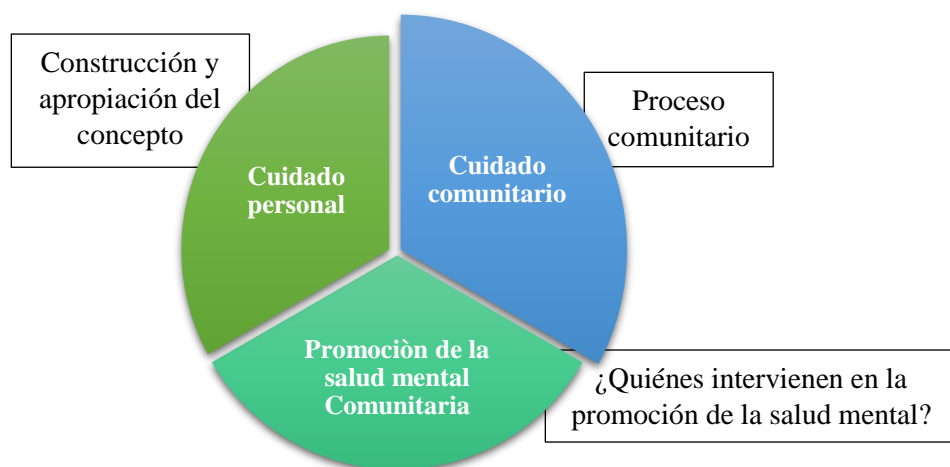 Construcción y
apropiación del
concepto
Proceso
comunitario
Cuidado
personal
Cuidado
comunitario
Promociòn de la
salud mental
Comunitaria
¿Quiénes intervienen en la
promoción de la salud mental?